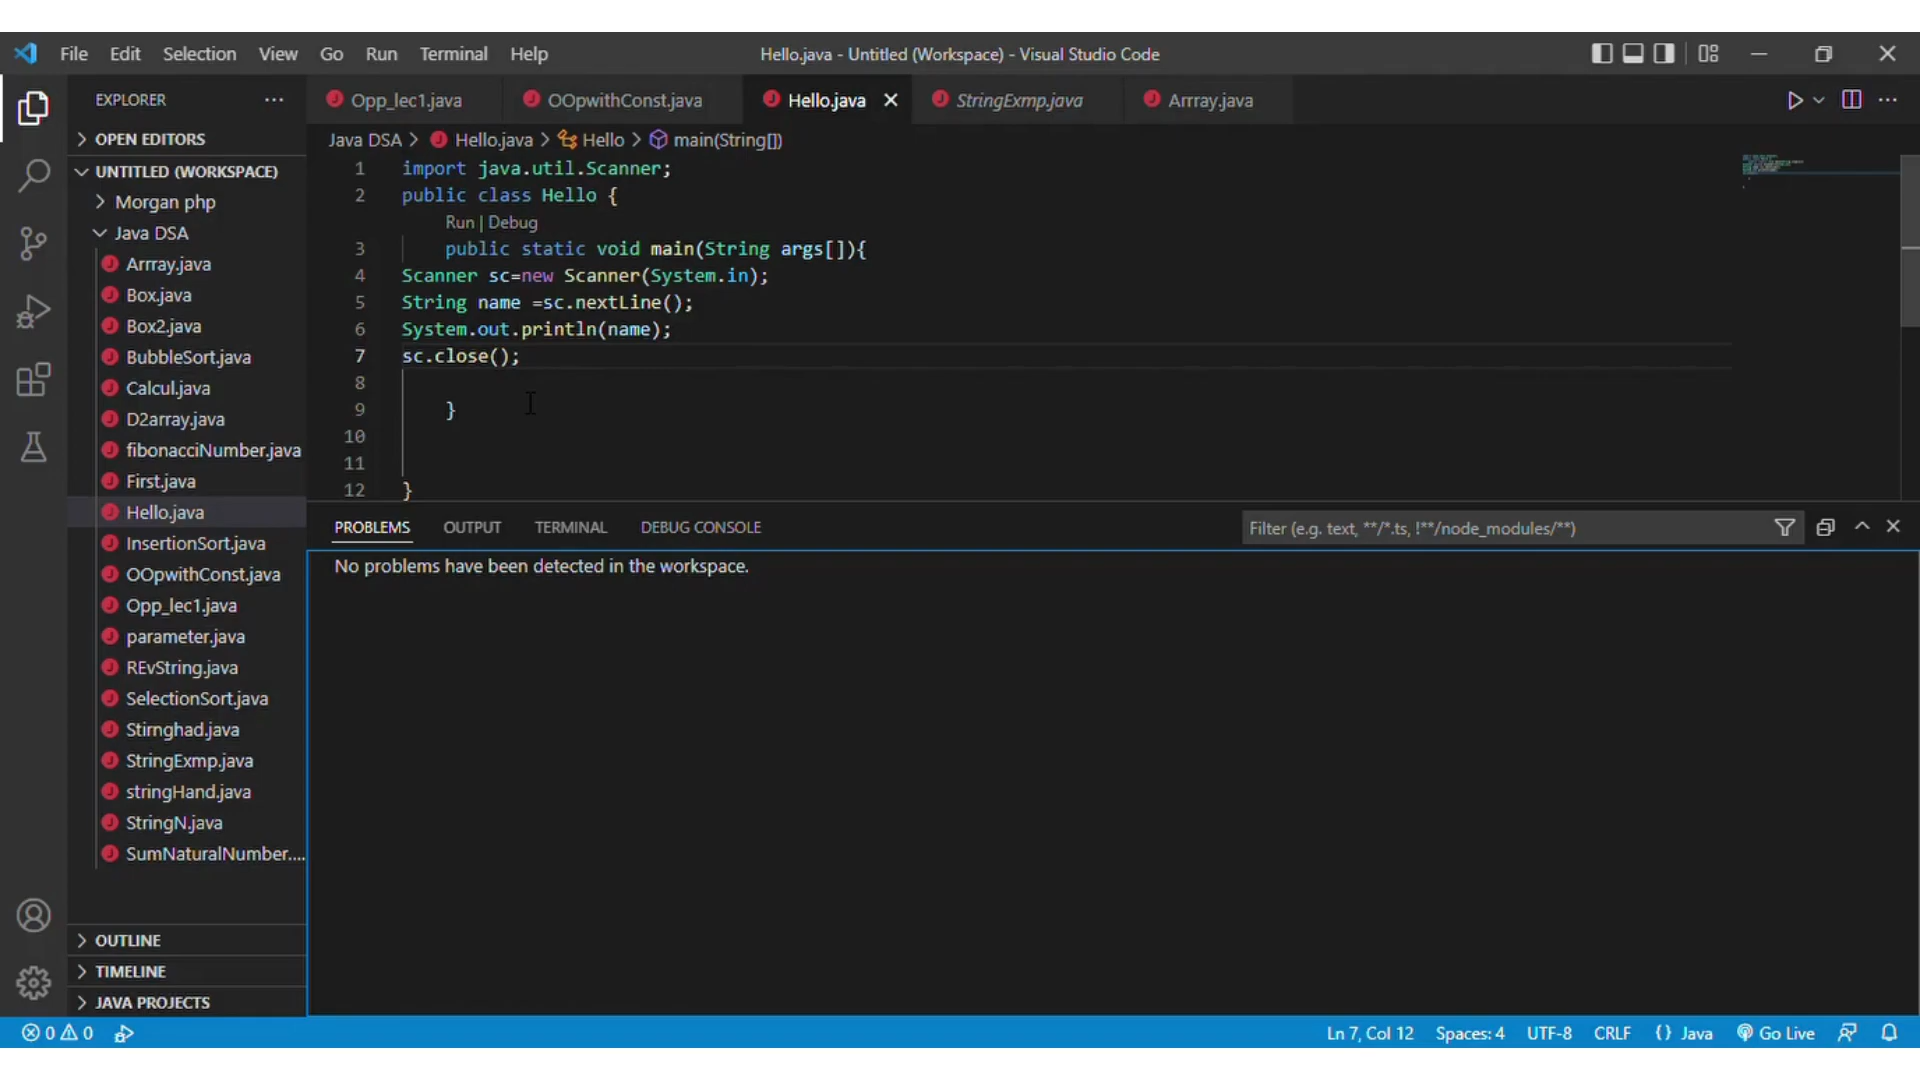 File Edit Selection View Go Run Terminal Help
Hello.java - Untitled (Workspace) - Visual Studio Code
EXPLORER
Opp_lec1.java
OOpwithConst.java
Hello.java
StringExmp.java
Arrray.java
OPEN EDITORS
Java DSA > Hello.java > Hello > main(String[])
UNTITLED (WORKSPACE)
Morgan php
Java DSA
Arrray.java
Box.java
Box2.java
BubbleSort.java
Calcul.java
D2array.java
fibonacciNumber.java
First.java
Hello.java
InsertionSort.java
OOpwithConst.java
Opp_lec1.java
parameter.java
REvString.java
SelectionSort.java
Stirnghad.java
StringExmp.java
stringHand.java
StringN.java
SumNaturalNumber....
OUTLINE
TIMELINE
JAVA PROJECTS
1 import java.util.Scanner;
2 public class Hello {
Run | Debug
3 public static void main(String args[]){
4 Scanner sc=new Scanner(System.in);
5 String name =sc.nextLine();
6 System.out.println(name);
7 sc.close();
8
9 }
10
11
12 }
PROBLEMS OUTPUT TERMINAL DEBUG CONSOLE
Filter (e.g. text, **/*.ts, !**/node_modules/**)
No problems have been detected in the workspace.
0 0
Ln 7, Col 12 Spaces: 4 UTF-8 CRLF {} Java Go Live